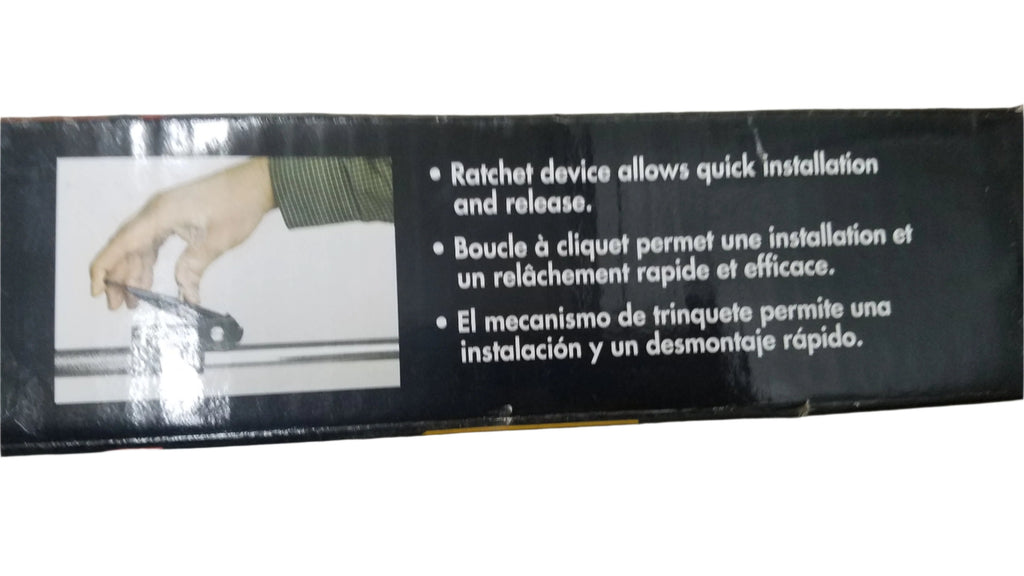 • Ratchet device allows quick installation
and release.
• Boucle à cliquet permet une installation et
un relâchement rapide et efficace.
• El mecanismo de trinquete permite una
instalación y un desmontaje rápido.